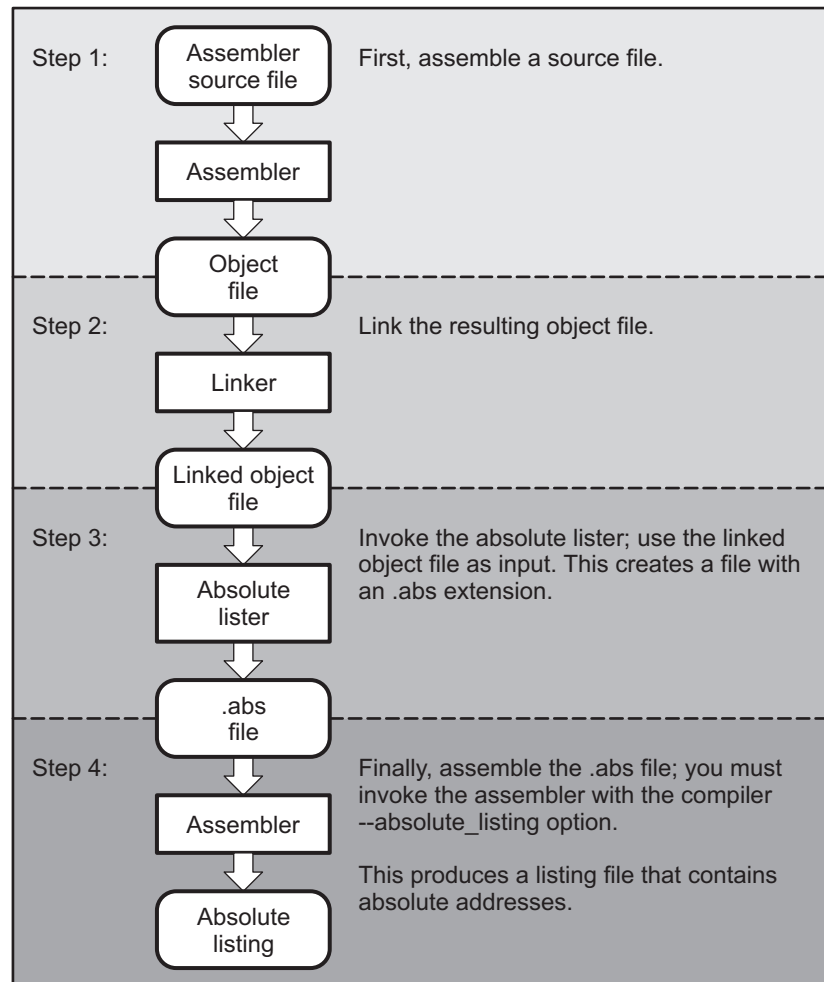 Step 1:
Assembler
source file
First, assemble a source file.
Assembler
Object
file
Step 2:
Link the resulting object file.
Linker
Linked object
file
Step 3:
Invoke the absolute lister; use the linked
object file as input. This creates a file with
an .abs extension.
Absolute
lister
.abs
file
Step 4:
Finally, assemble the .abs file; you must
invoke the assembler with the compiler
--absolute_listing option.
Assembler
This produces a listing file that contains
absolute addresses.
Absolute
listing